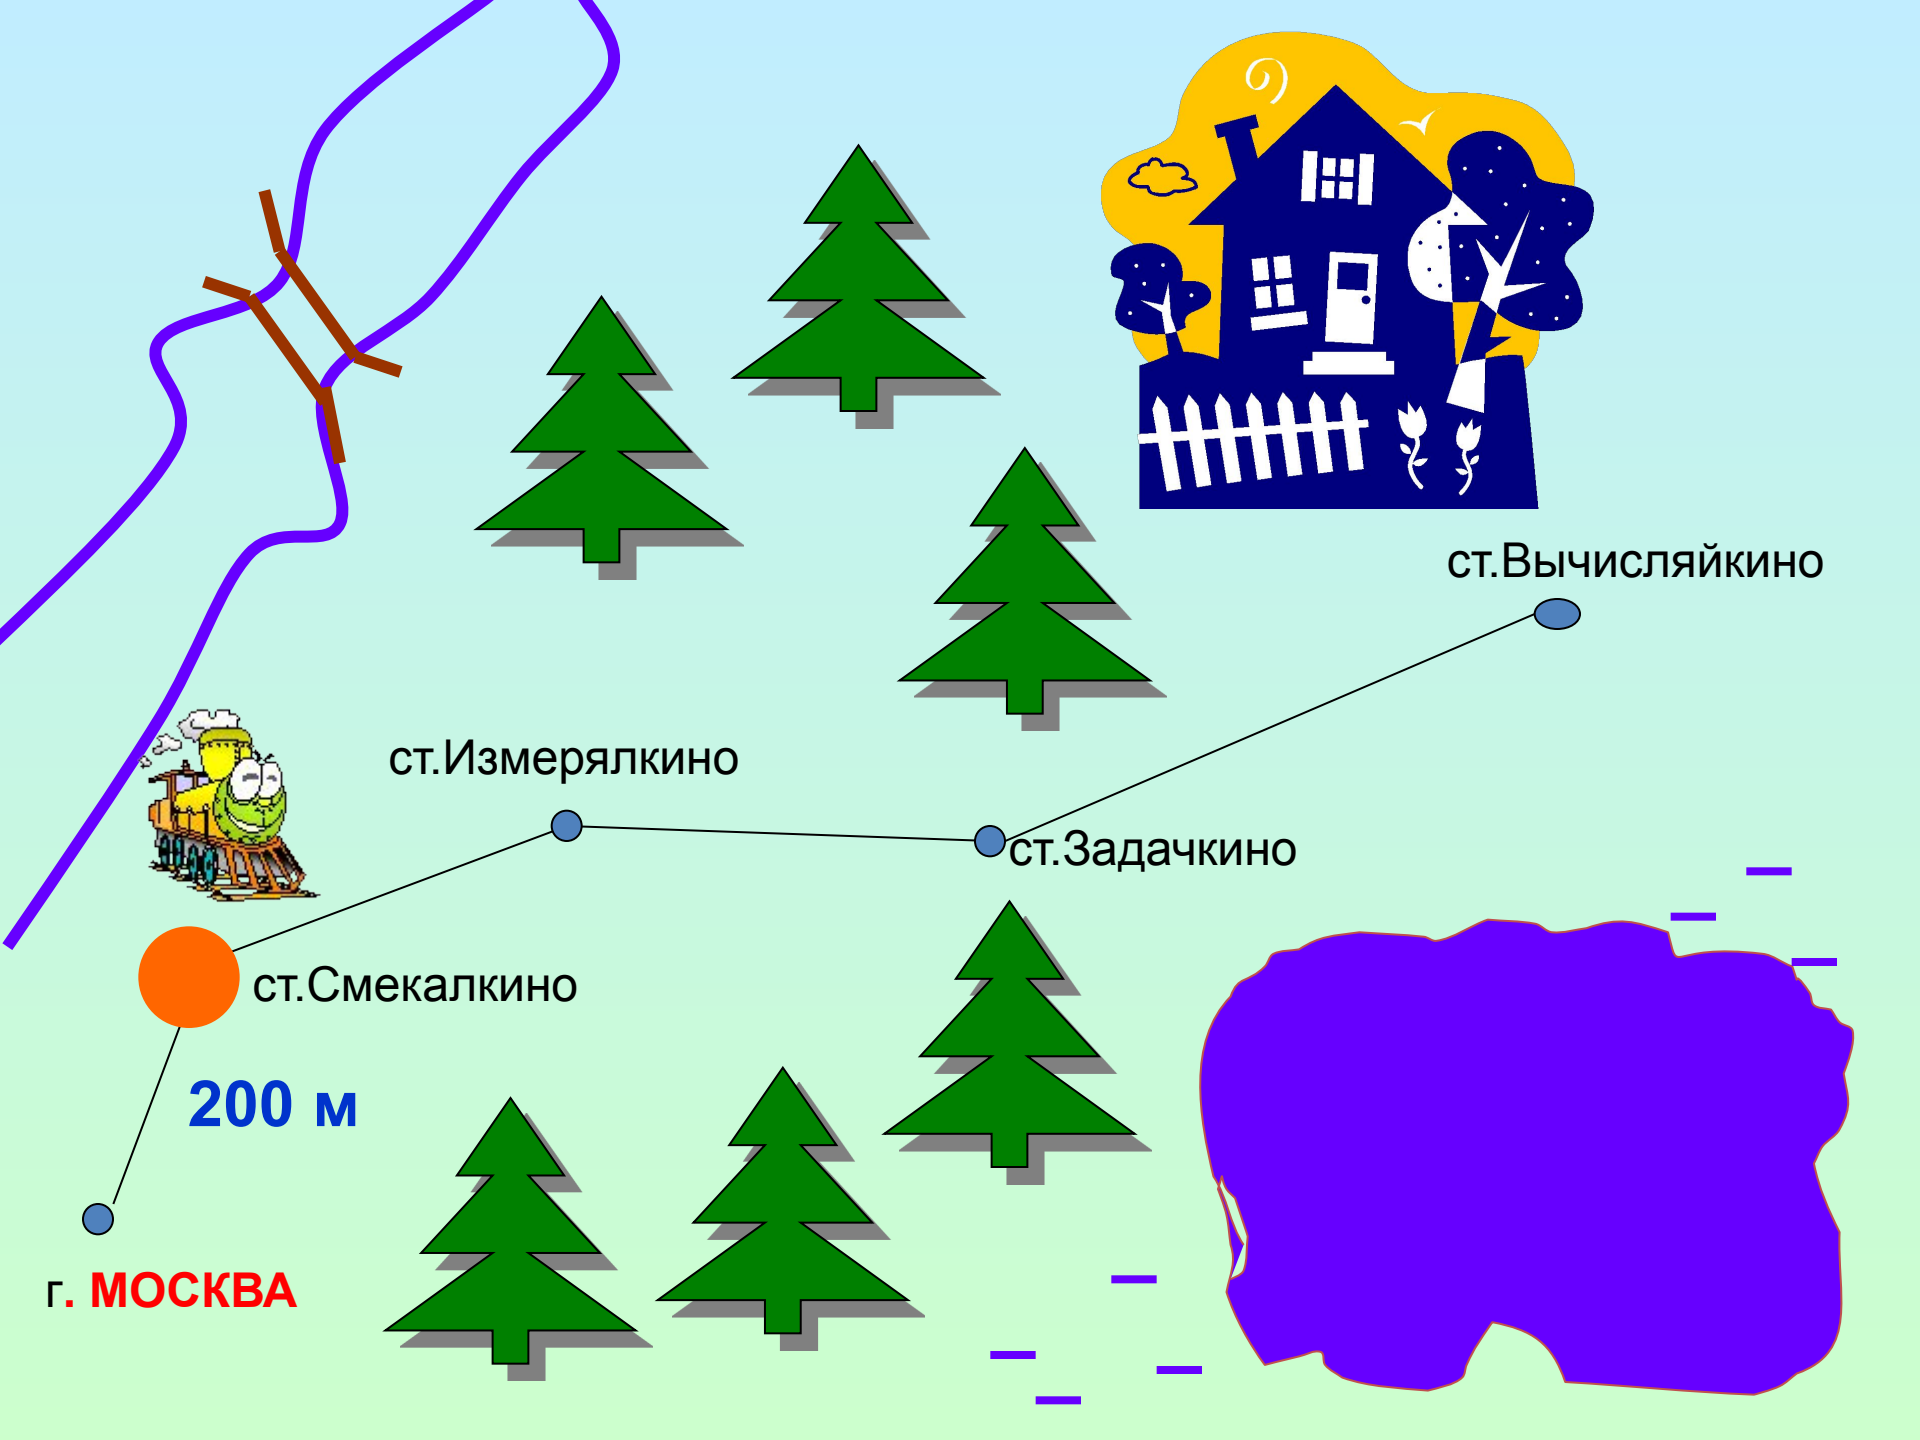 ст.Вычисляйкино
ст.Измерялкино
ст.Задачкино
ст.Смекалкино
200 м
г. МОСКВА